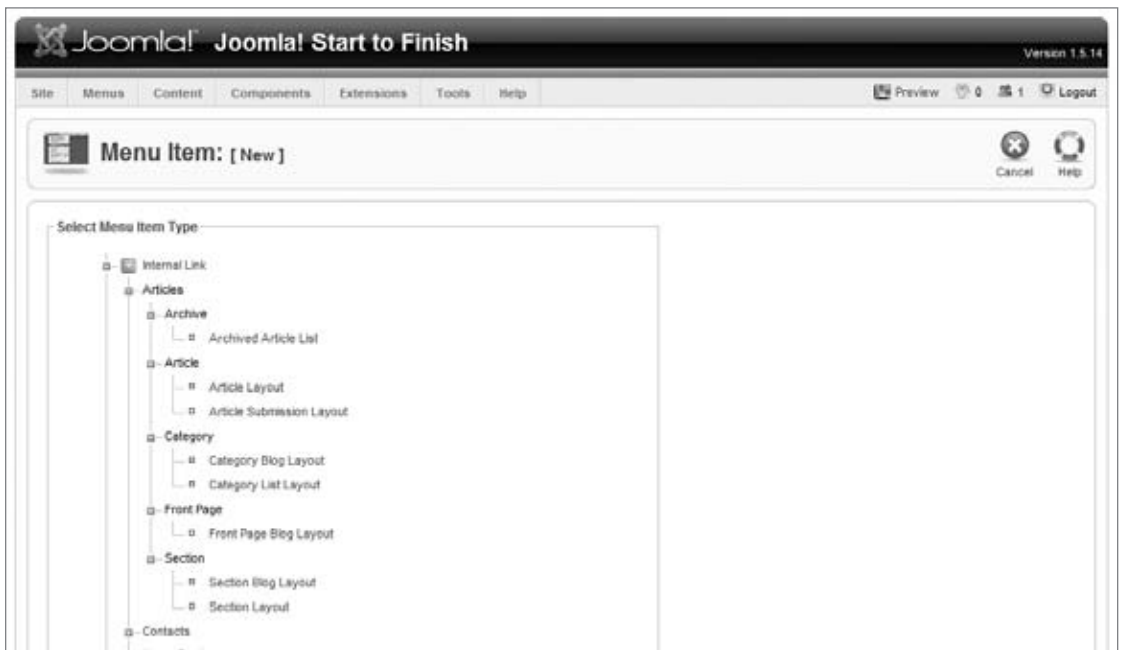 Joomla! Joomla! Start to Finish
Version 1.5.14
Site Menus Content Components Extensions Tools Help Preview 0 1 Logout
Menu Item: [ New ]
Cancel Help
Select Menu Item Type
Internal Link
Articles
Archive
Archived Article List
Article
Article Layout
Article Submission Layout
Category
Category Blog Layout
Category List Layout
Front Page
Front Page Blog Layout
Section
Section Blog Layout
Section Layout
Contacts